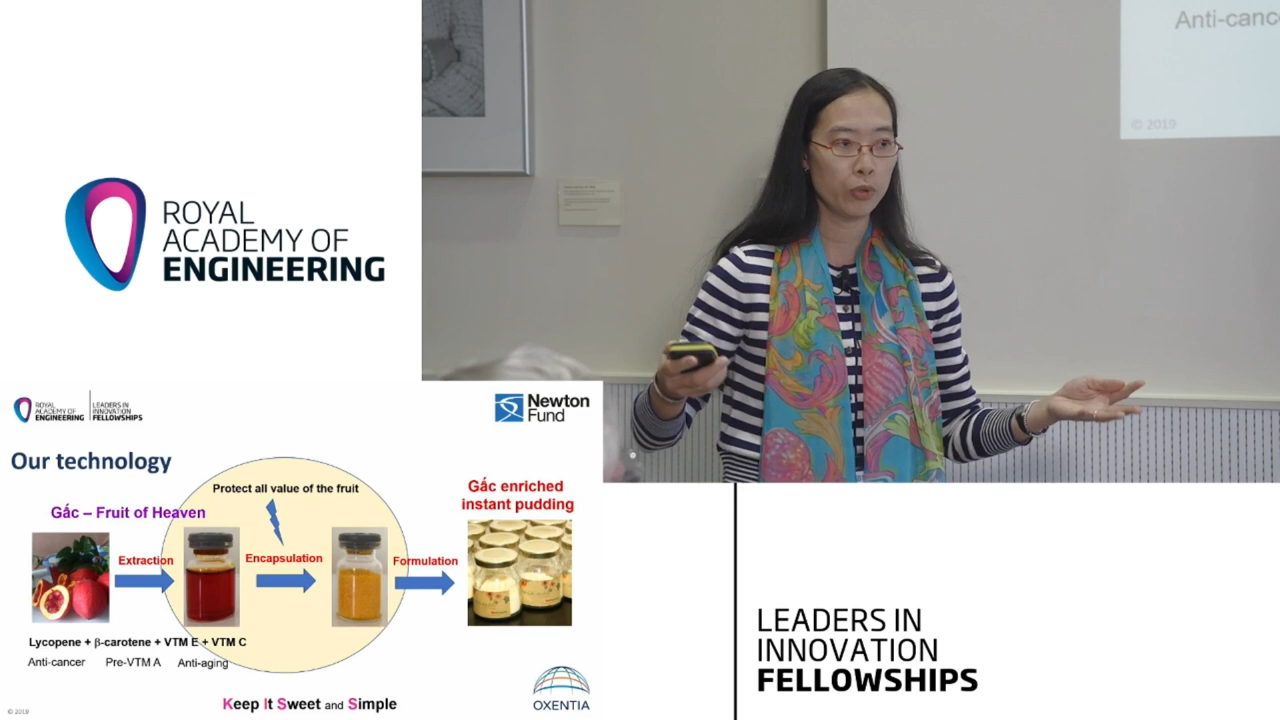 ROYAL
ACADEMY OF
ENGINEERING
Anti-canc
© 2019
ROYAL
ACADEMY OF
ENGINEERING
LEADERS IN
INNOVATION
FELLOWSHIPS
Newton
Fund
Our technology
Protect all value of the fruit
Gấc enriched
instant pudding
Gấc – Fruit of Heaven
Extraction
Encapsulation
Formulation
Lycopene + β-carotene + VTM E + VTM C
Anti-cancer Pre-VTM A Anti-aging
Keep It Sweet and Simple
OXENTIA
© 2019
LEADERS IN
INNOVATION
FELLOWSHIPS